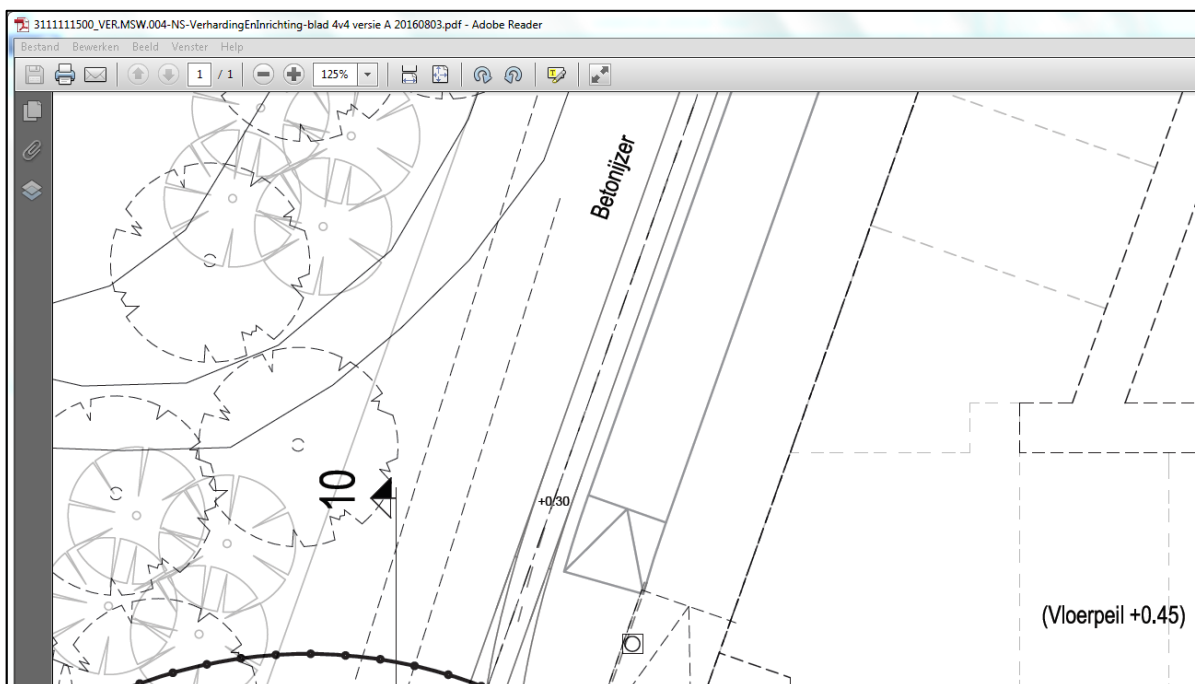 3111111500_VER.MSW.004-NS-VerhardingEnInrichting-blad 4v4 versie A 20160803.pdf - Adobe Reader
Bestand Bewerken Beeld Venster Help
1 / 1 125%
Betonijzer
10
+0.30
(Vloerpeil +0.45)